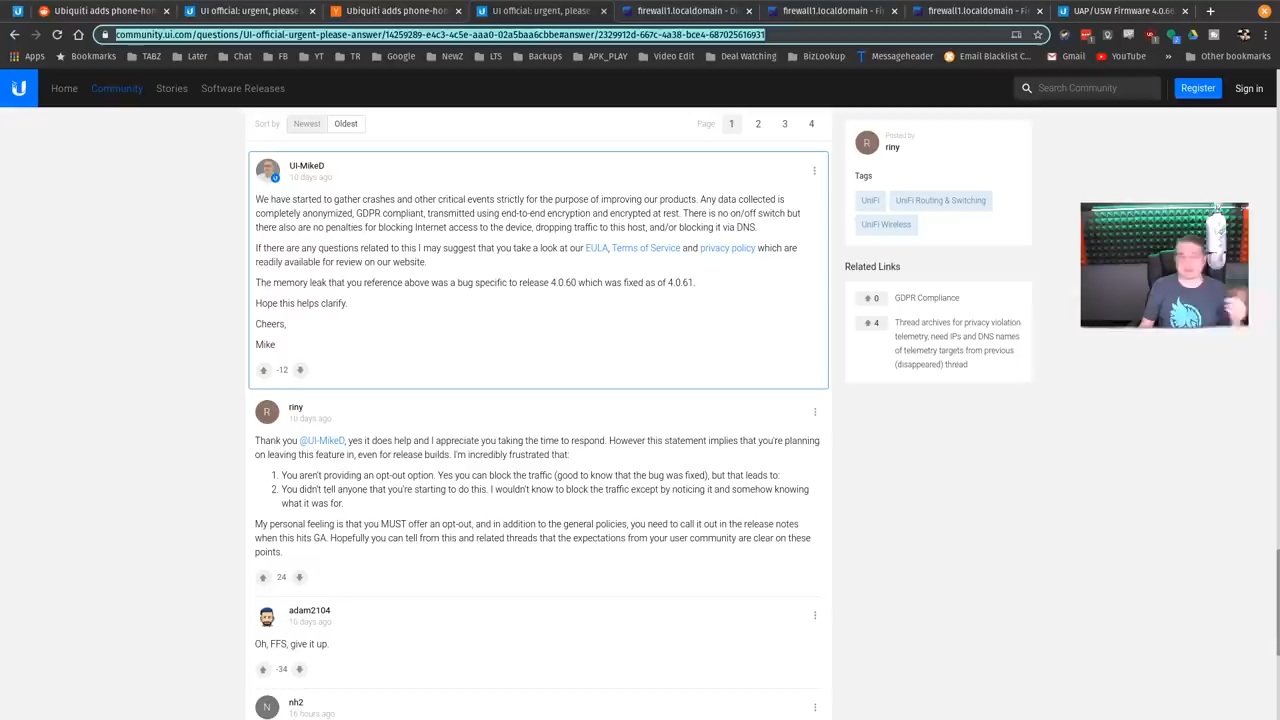 Ubiquiti adds phone-hon
UI official: urgent, please
Ubiquiti adds phone-hon
UI official: urgent, please
firewall1.localdomain - Di
firewall1.localdomain - Fi
firewall1.localdomain - Fi
UAP/USW Firmware 4.0.66
community.ui.com/questions/UI-official-urgent-please-answer/14259289-e4c3-4c5e-aaa0-02a5baa6cbbe#answer/2329912d-667c-4a38-bce4-687025616931
Apps
Bookmarks
TABZ
Later
Chat
FB
YT
TR
Google
NewZ
LTS
Backups
APK_PLAY
Video Edit
Deal Watching
BizLookup
Messageheader
Email Blacklist C...
Gmail
YouTube
»
Other bookmarks
Home
Community
Stories
Software Releases
Search Community
Register
Sign in
Sort by
Newest
Oldest
Page
1
2
3
4
UI-MikeD
10 days ago
We have started to gather crashes and other critical events strictly for the purpose of improving our products. Any data collected is
completely anonymized, GDPR compliant, transmitted using end-to-end encryption and encrypted at rest. There is no on/off switch but
there also are no penalties for blocking Internet access to the device, dropping traffic to this host, and/or blocking it via DNS.
If there are any questions related to this I may suggest that you take a look at our EULA, Terms of Service and privacy policy which are
readily available for review on our website.
The memory leak that you reference above was a bug specific to release 4.0.60 which was fixed as of 4.0.61.
Hope this helps clarify.
Cheers,
Mike
-12
R
riny
10 days ago
Thank you @UI-MikeD, yes it does help and I appreciate you taking the time to respond. However this statement implies that you're planning
on leaving this feature in, even for release builds. I'm incredibly frustrated that:
1. You aren't providing an opt-out option. Yes you can block the traffic (good to know that the bug was fixed), but that leads to:
2. You didn't tell anyone that you're starting to do this. I wouldn't know to block the traffic except by noticing it and somehow knowing
what it was for.
My personal feeling is that you MUST offer an opt-out, and in addition to the general policies, you need to call it out in the release notes
when this hits GA. Hopefully you can tell from this and related threads that the expectations from your user community are clear on these
points.
24
adam2104
10 days ago
Oh, FFS, give it up.
-34
N
nh2
16 hours ago
R
Posted by
riny
Tags
UniFi
UniFi Routing & Switching
UniFi Wireless
Related Links
0
GDPR Compliance
4
Thread archives for privacy violation
telemetry, need IPs and DNS names
of telemetry targets from previous
(disappeared) thread